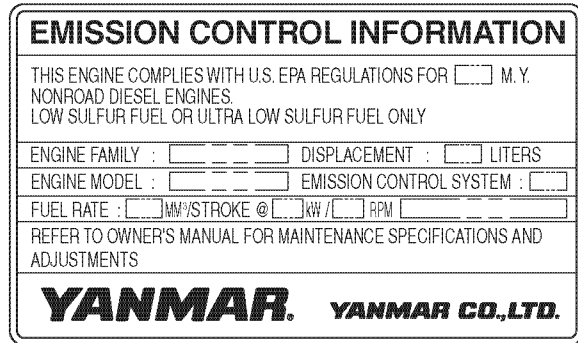 EMISSION CONTROL INFORMATION
THIS ENGINE COMPLIES WITH U.S. EPA REGULATIONS FOR M.Y.
NONROAD DIESEL ENGINES.
LOW SULFUR FUEL OR ULTRA LOW SULFUR FUEL ONLY
ENGINE FAMILY : DISPLACEMENT : LITERS
ENGINE MODEL : EMISSION CONTROL SYSTEM :
FUEL RATE : MM³/STROKE @ kW / RPM
REFER TO OWNER'S MANUAL FOR MAINTENANCE SPECIFICATIONS AND
ADJUSTMENTS
YANMAR. YANMAR CO.,LTD.